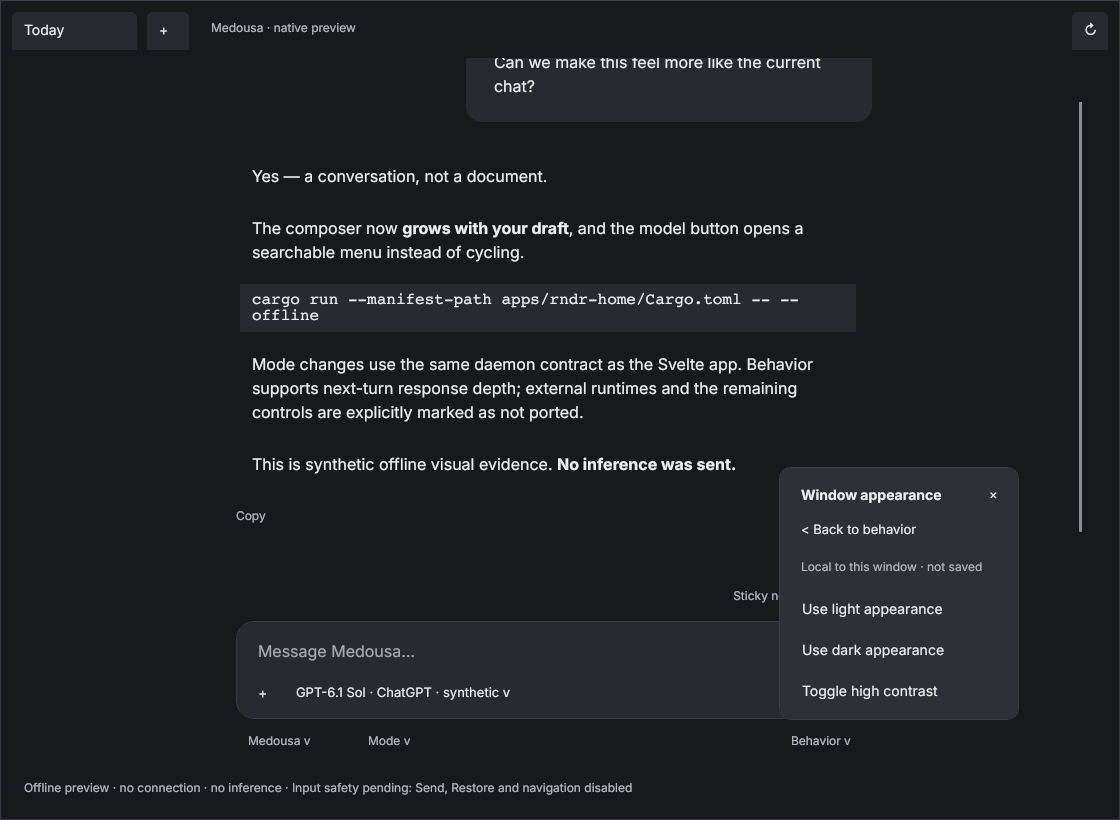 Today
+
Medousa · native preview
↻
Can we make this feel more like the current
chat?
Yes — a conversation, not a document.
The composer now grows with your draft, and the model button opens a
searchable menu instead of cycling.
cargo run --manifest-path apps/rndr-home/Cargo.toml -- --
offline
Mode changes use the same daemon contract as the Svelte app. Behavior
supports next-turn response depth; external runtimes and the remaining
controls are explicitly marked as not ported.
This is synthetic offline visual evidence. No inference was sent.
Copy
Sticky
Window appearance ×
< Back to behavior
Local to this window · not saved
Use light appearance
Use dark appearance
Toggle high contrast
Message Medousa...
+ GPT-6.1 Sol · ChatGPT · synthetic v
Medousa v
Mode v
Behavior v
Offline preview · no connection · no inference · Input safety pending: Send, Restore and navigation disabled